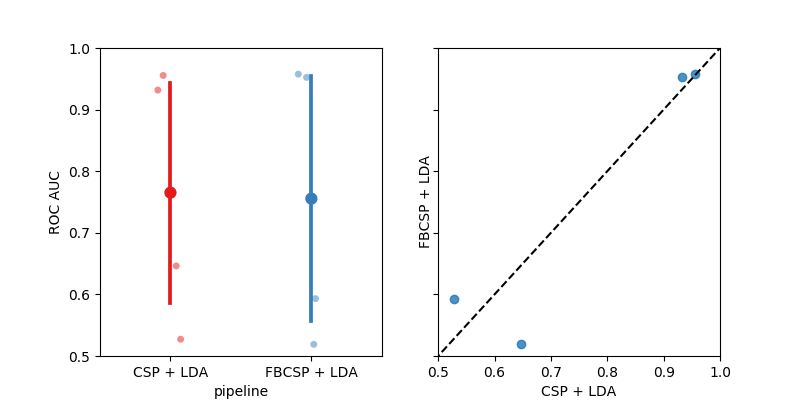 1.0
0.9
0.8
0.7
0.6
0.5
ROC AUC
CSP + LDA
FBCSP + LDA
pipeline
FBCSP + LDA
0.5
0.6
0.7
0.8
0.9
1.0
CSP + LDA